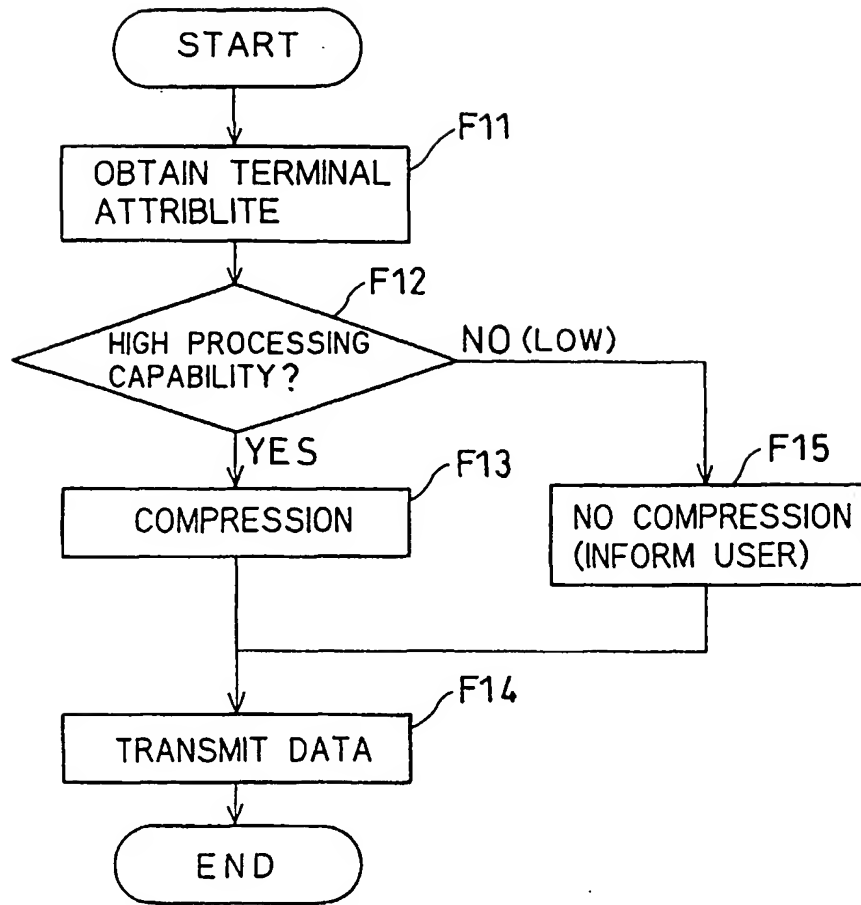 START
F11
OBTAIN TERMINAL
ATTRIBLITE
F12
HIGH PROCESSING
CAPABILITY?
NO (LOW)
YES
F13
COMPRESSION
F15
NO COMPRESSION
(INFORM USER)
F14
TRANSMIT DATA
END